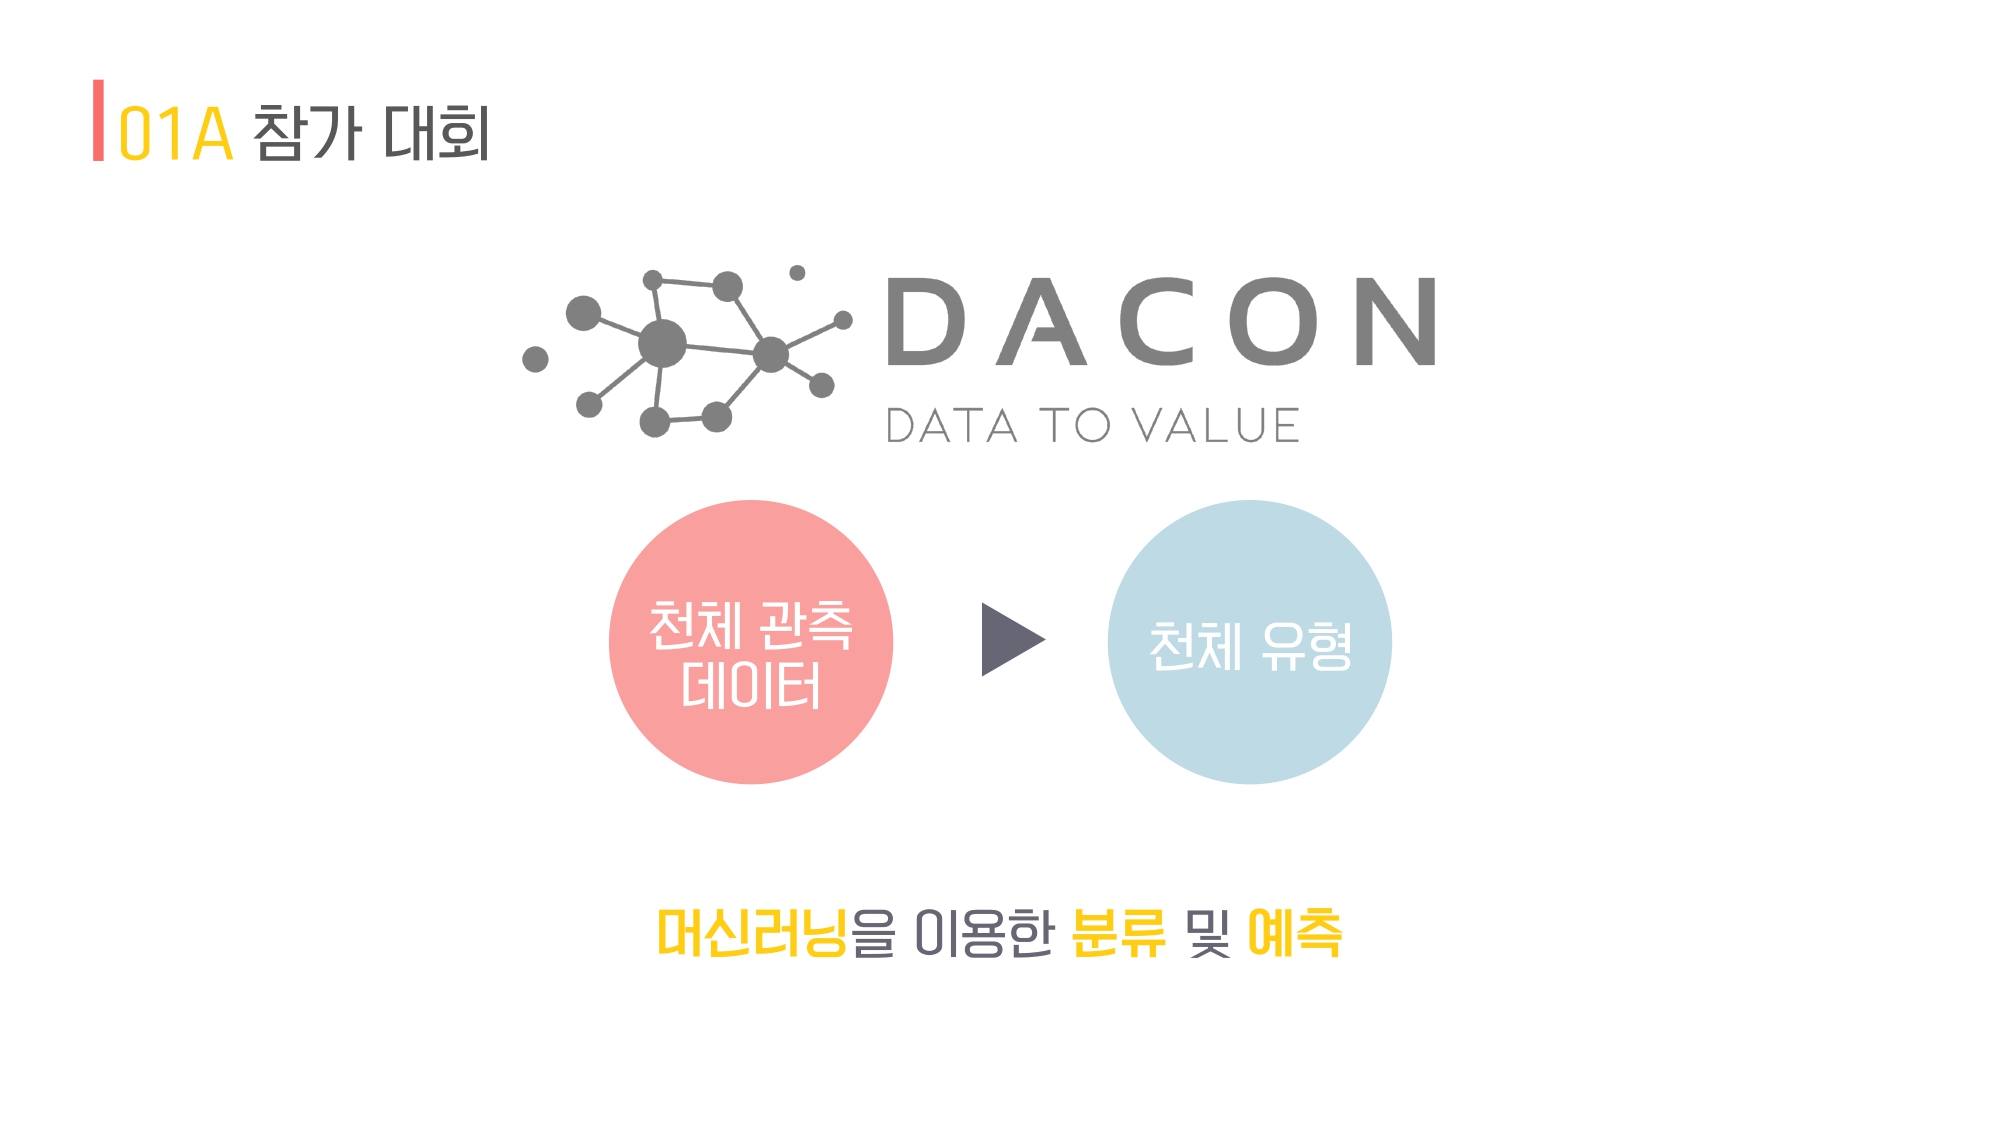 01A 참가 대회
DACON
DATA TO VALUE
천체 관측
데이터
천체 유형
머신러닝을 이용한 분류 및 예측